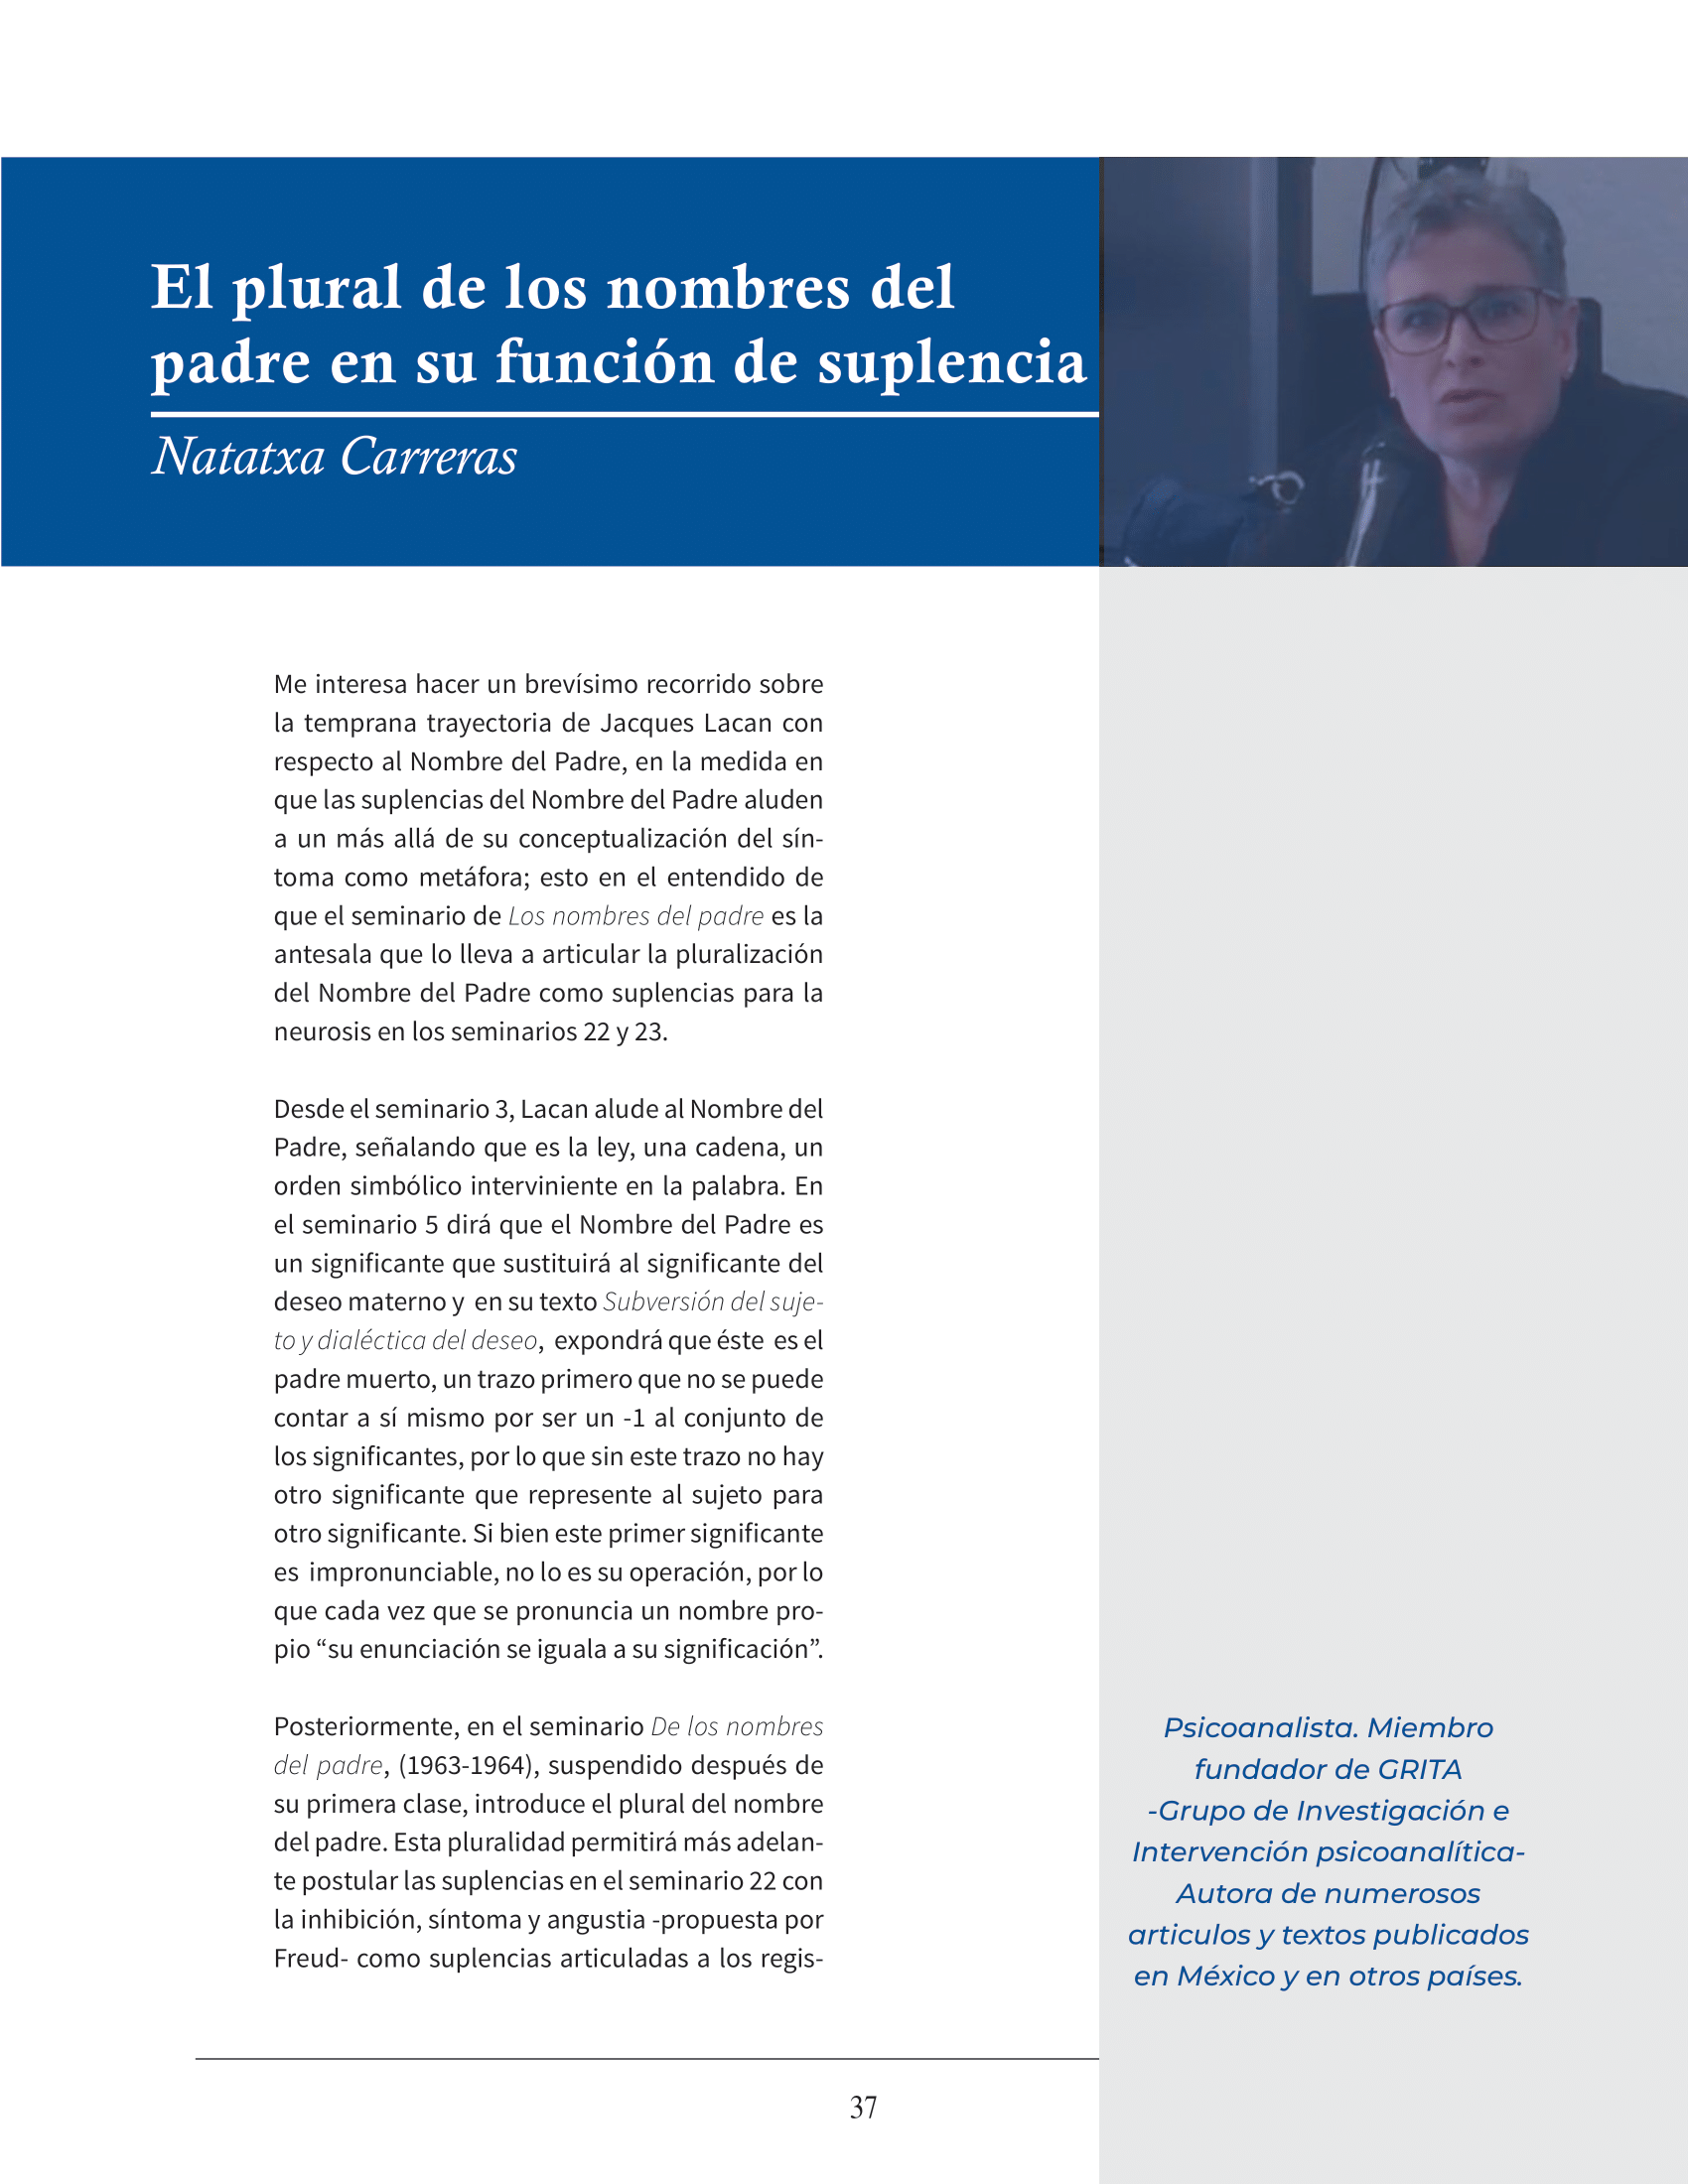 El plural de los nombres del
padre en su función de suplencia
Natatxa Carreras
Me interesa hacer un brevísimo recorrido sobre
la temprana trayectoria de Jacques Lacan con
respecto al Nombre del Padre, en la medida en
que las suplencias del Nombre del Padre aluden
a un más allá de su conceptualización del sín-
toma como metáfora; esto en el entendido de
que el seminario de Los nombres del padre es la
antesala que lo lleva a articular la pluralización
del Nombre del Padre como suplencias para la
neurosis en los seminarios 22 y 23.
Desde el seminario 3, Lacan alude al Nombre del
Padre, señalando que es la ley, una cadena, un
orden simbólico interviniente en la palabra. En
el seminario 5 dirá que el Nombre del Padre es
un significante que sustituirá al significante del
deseo materno y  en su texto Subversión del suje-
to y dialéctica del deseo,  expondrá que éste  es el
padre muerto, un trazo primero que no se puede
contar a sí mismo por ser un -1 al conjunto de
los significantes, por lo que sin este trazo no hay
otro significante que represente al sujeto para
otro significante. Si bien este primer significante
es  impronunciable, no lo es su operación, por lo
que cada vez que se pronuncia un nombre pro-
pio “su enunciación se iguala a su significación”.
Posteriormente, en el seminario De los nombres
del padre, (1963-1964), suspendido después de
su primera clase, introduce el plural del nombre
del padre. Esta pluralidad permitirá más adelan-
te postular las suplencias en el seminario 22 con
la inhibición, síntoma y angustia -propuesta por
Freud- como suplencias articuladas a los regis-
Psicoanalista. Miembro
fundador de GRITA
-Grupo de Investigación e
Intervención psicoanalítica-
Autora de numerosos
articulos y textos publicados
en México y en otros países.
37